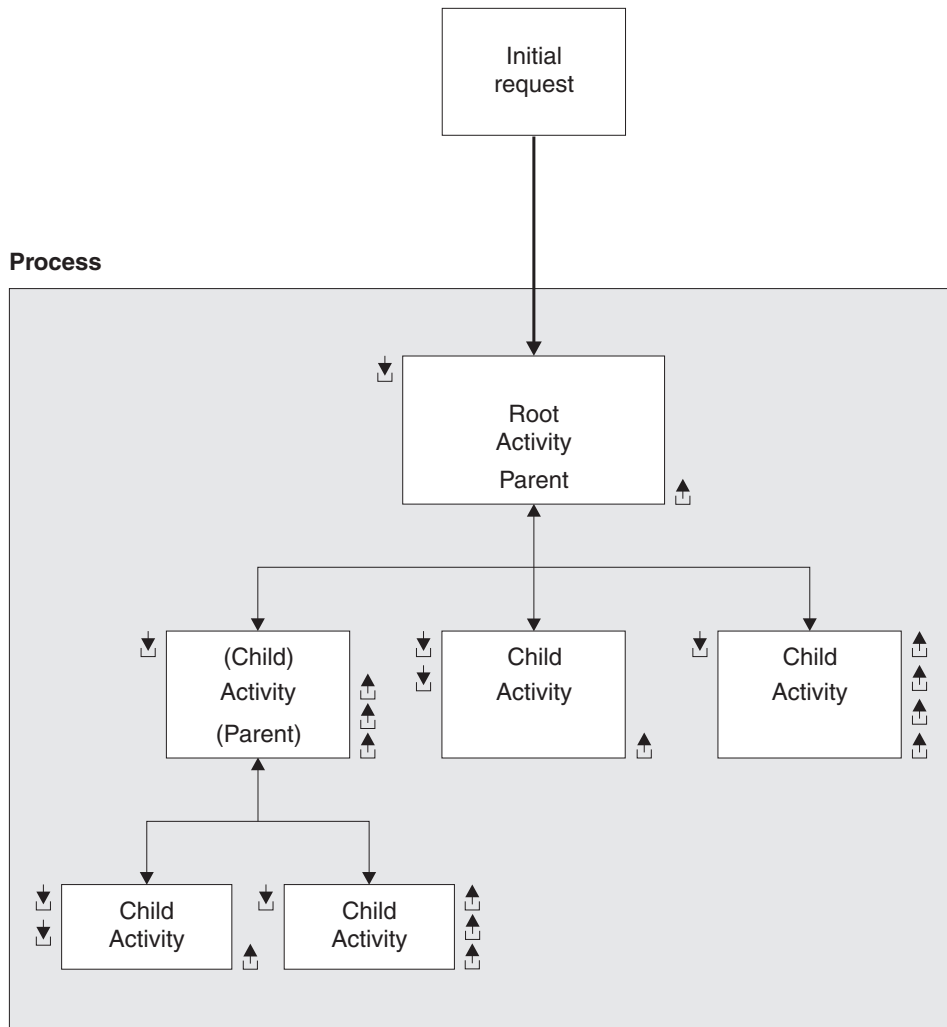 Initial
request
Process
Root
Activity
Parent
(Child)
Activity
(Parent)
Child
Activity
Child
Activity
Child
Activity
Child
Activity